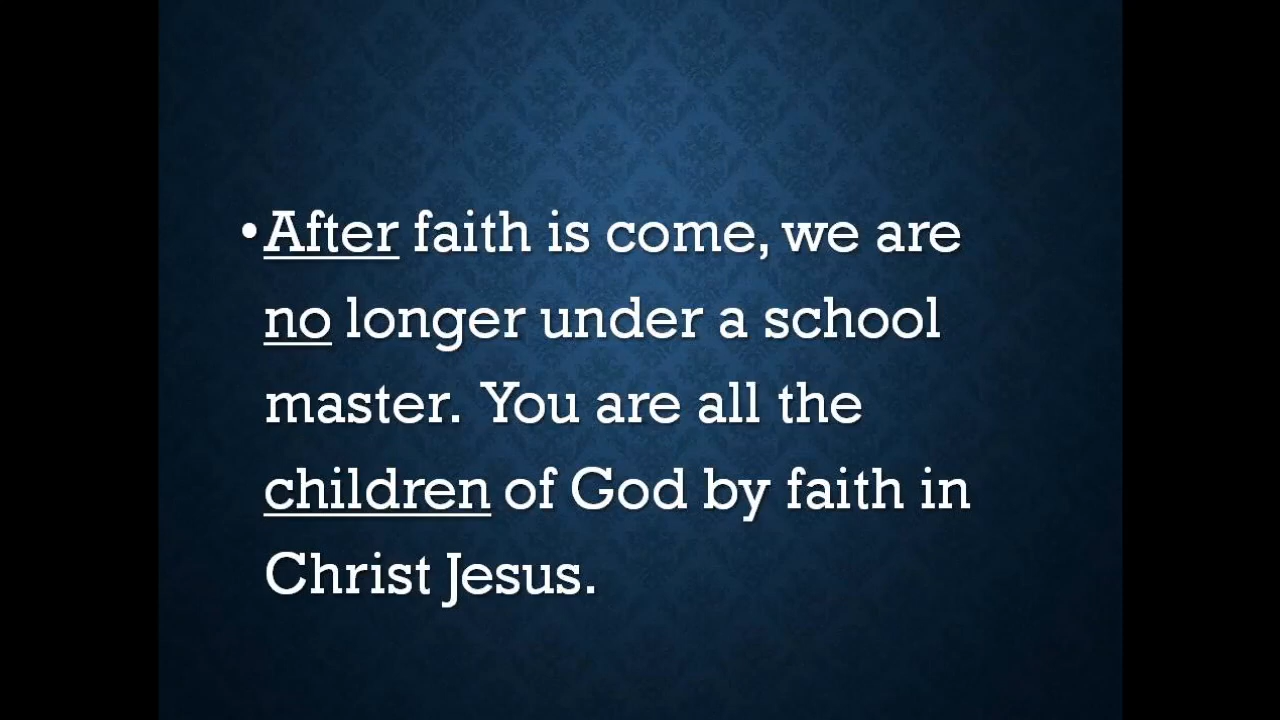 •After faith is come, we are
no longer under a school
master. You are all the
children of God by faith in
Christ Jesus.